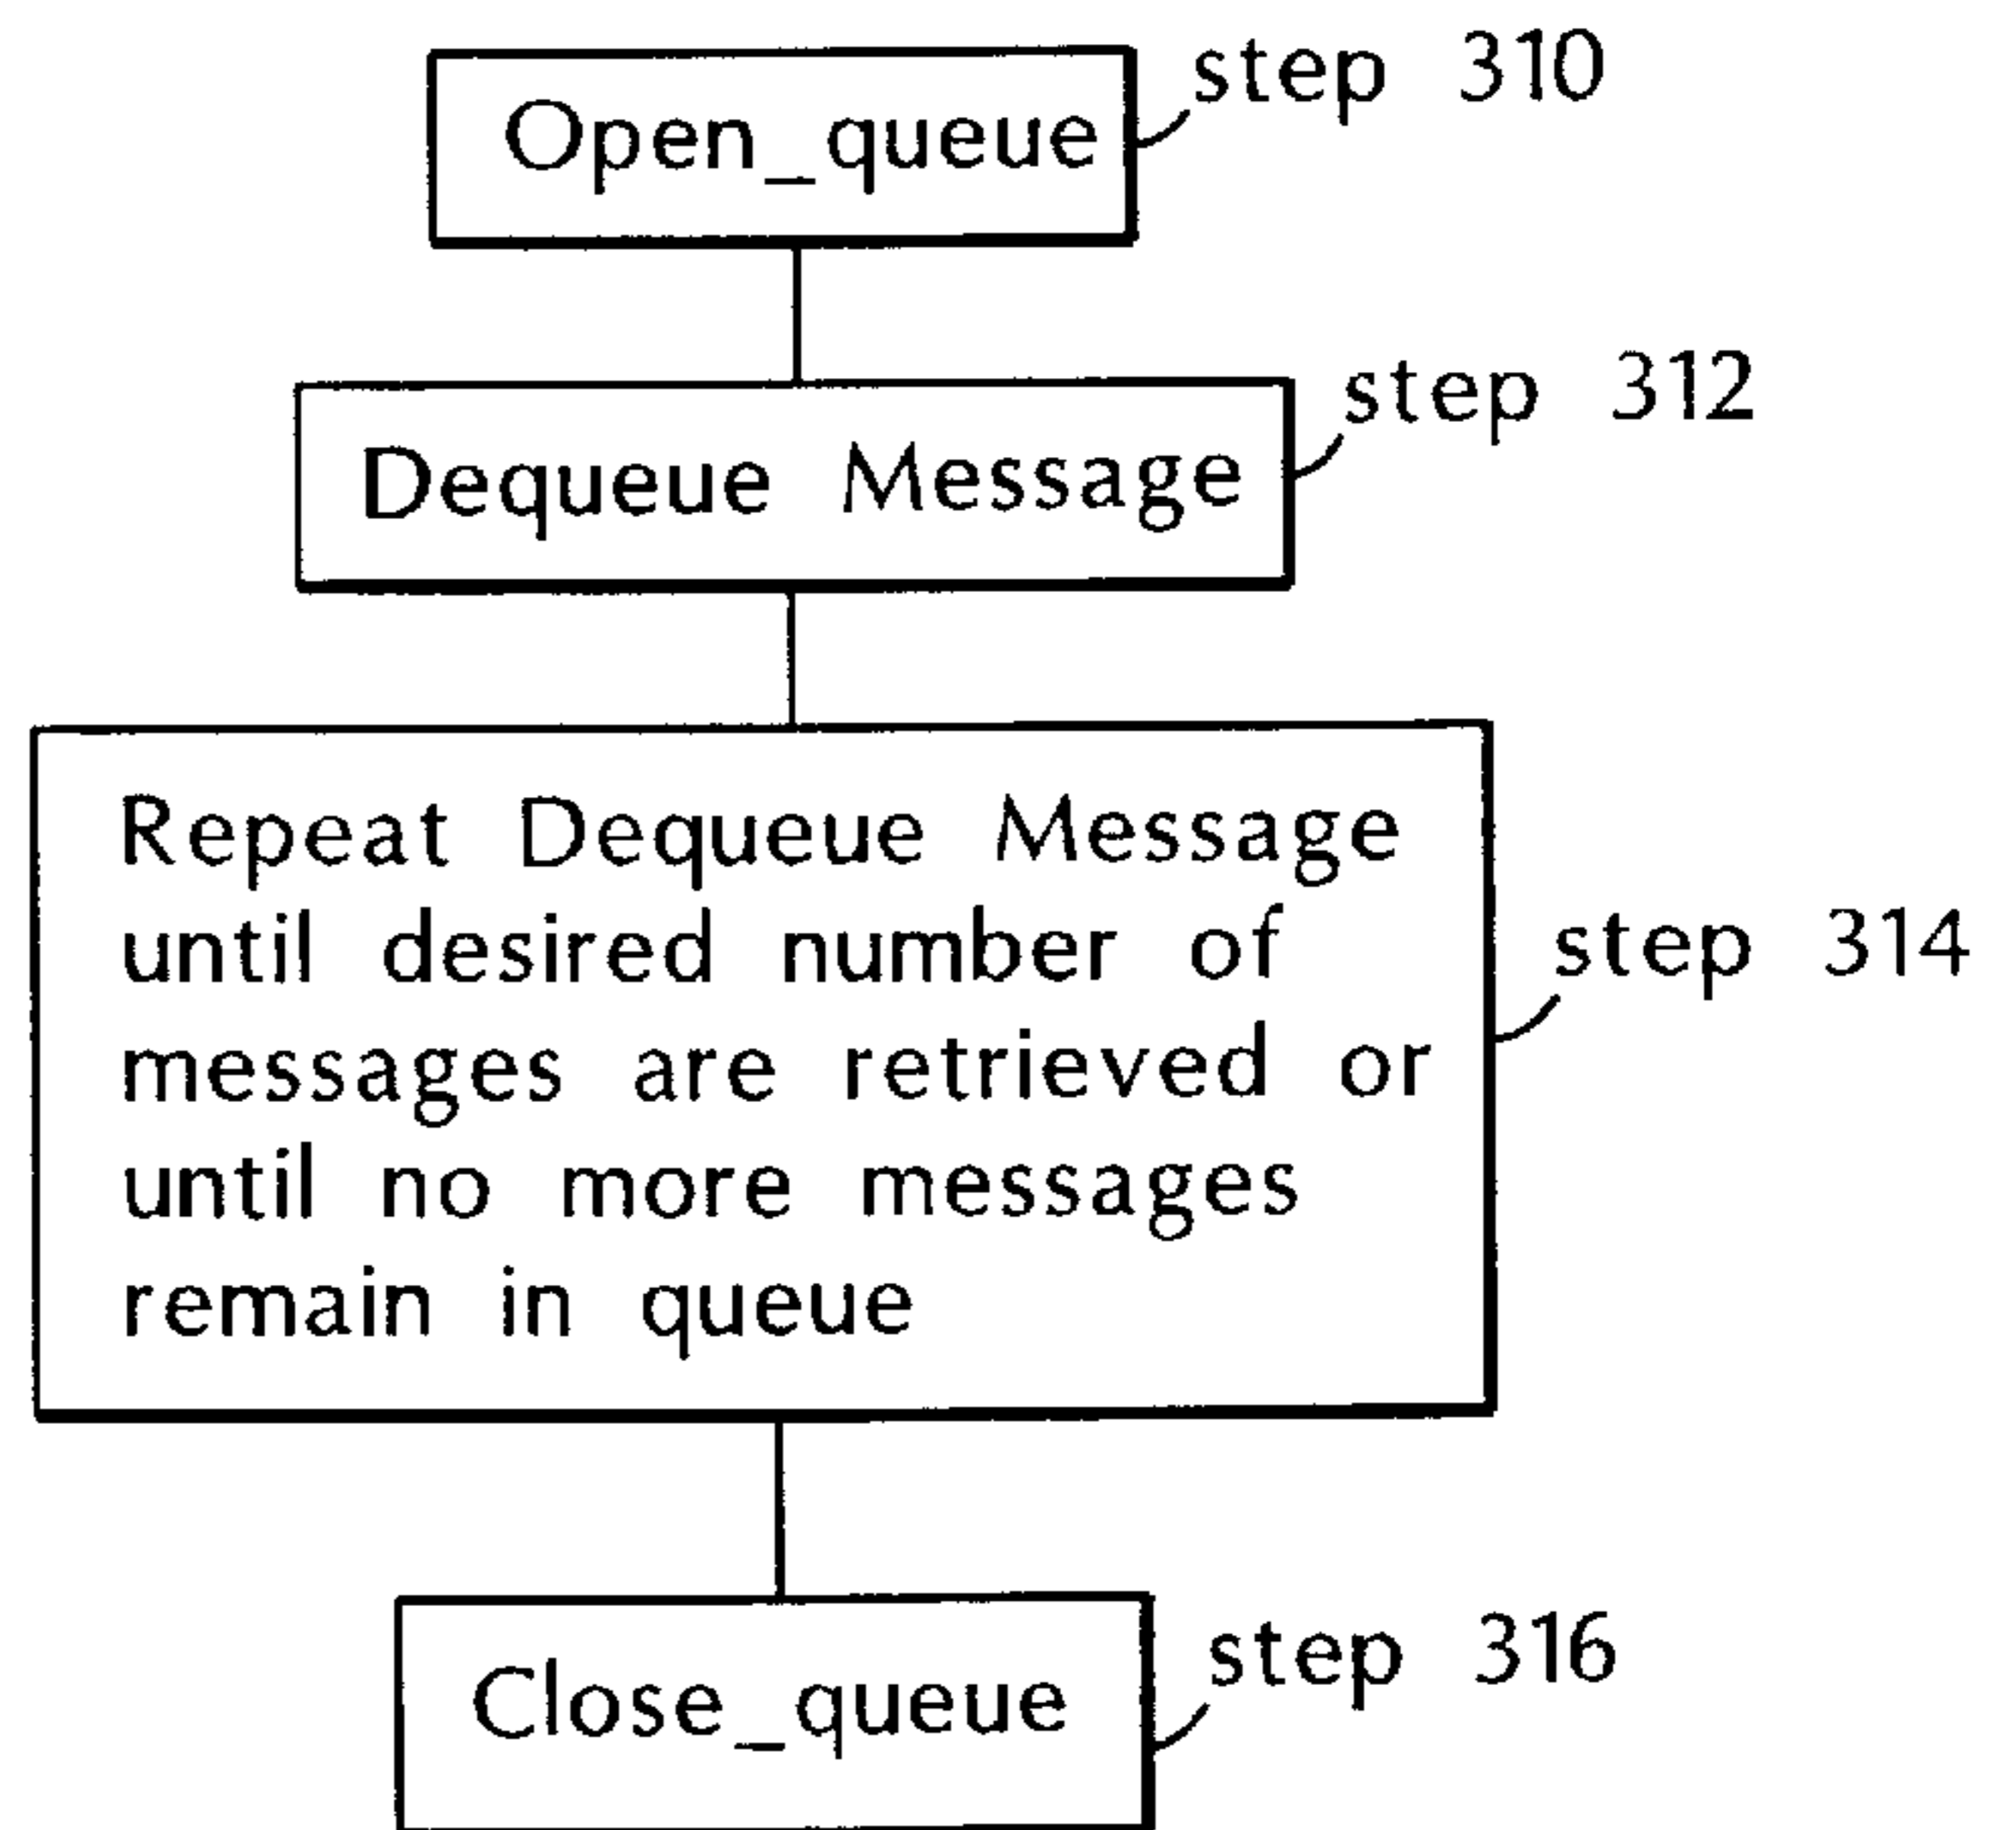 step 310
Open_queue
step 312
Dequeue Message
Repeat Dequeue Message
until desired number of
messages are retrieved or
until no more messages
remain in queue
step 314
step 316
Close_queue